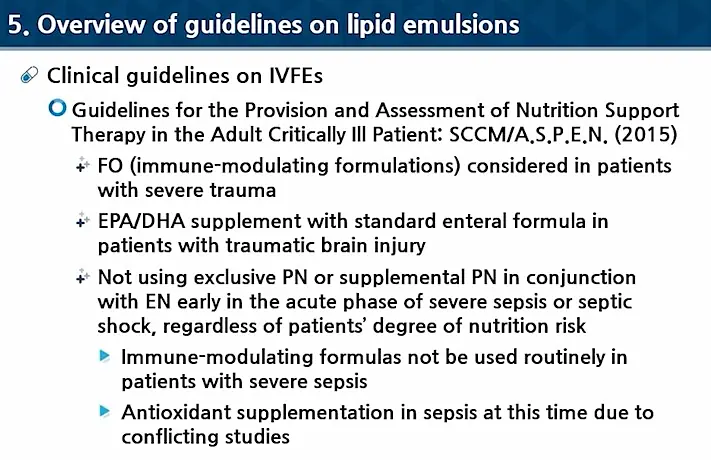 5. Overview of guidelines on lipid emulsions
Clinical guidelines on IVFEs
Guidelines for the Provision and Assessment of Nutrition Support
Therapy in the Adult Critically Ill Patient: SCCM/A.S.P.E.N. (2015)
FO (immune-modulating formulations) considered in patients
with severe trauma
EPA/DHA supplement with standard enteral formula in
patients with traumatic brain injury
Not using exclusive PN or supplemental PN in conjunction
with EN early in the acute phase of severe sepsis or septic
shock, regardless of patients' degree of nutrition risk
Immune-modulating formulas not be used routinely in
patients with severe sepsis
Antioxidant supplementation in sepsis at this time due to
conflicting studies